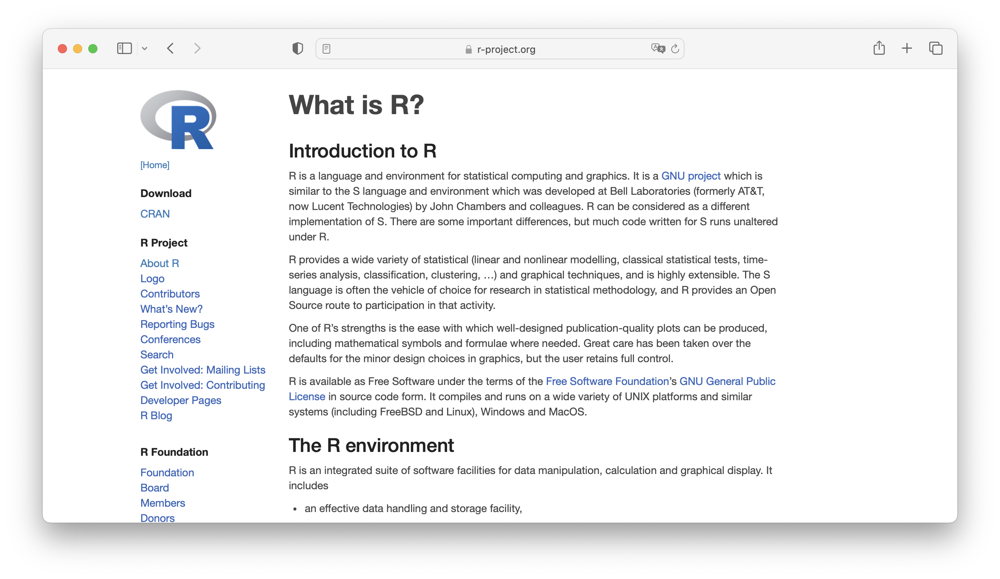 r-project.org
R
[Home]
Download
CRAN
R Project
About R
Logo
Contributors
What’s New?
Reporting Bugs
Conferences
Search
Get Involved: Mailing Lists
Get Involved: Contributing
Developer Pages
R Blog
R Foundation
Foundation
Board
Members
Donors
What is R?
Introduction to R
R is a language and environment for statistical computing and graphics. It is a GNU project which is
similar to the S language and environment which was developed at Bell Laboratories (formerly AT&T,
now Lucent Technologies) by John Chambers and colleagues. R can be considered as a different
implementation of S. There are some important differences, but much code written for S runs unaltered
under R.
R provides a wide variety of statistical (linear and nonlinear modelling, classical statistical tests, time-
series analysis, classification, clustering, …) and graphical techniques, and is highly extensible. The S
language is often the vehicle of choice for research in statistical methodology, and R provides an Open
Source route to participation in that activity.
One of R’s strengths is the ease with which well-designed publication-quality plots can be produced,
including mathematical symbols and formulae where needed. Great care has been taken over the
defaults for the minor design choices in graphics, but the user retains full control.
R is available as Free Software under the terms of the Free Software Foundation’s GNU General Public
License in source code form. It compiles and runs on a wide variety of UNIX platforms and similar
systems (including FreeBSD and Linux), Windows and MacOS.
The R environment
R is an integrated suite of software facilities for data manipulation, calculation and graphical display. It
includes
• an effective data handling and storage facility,